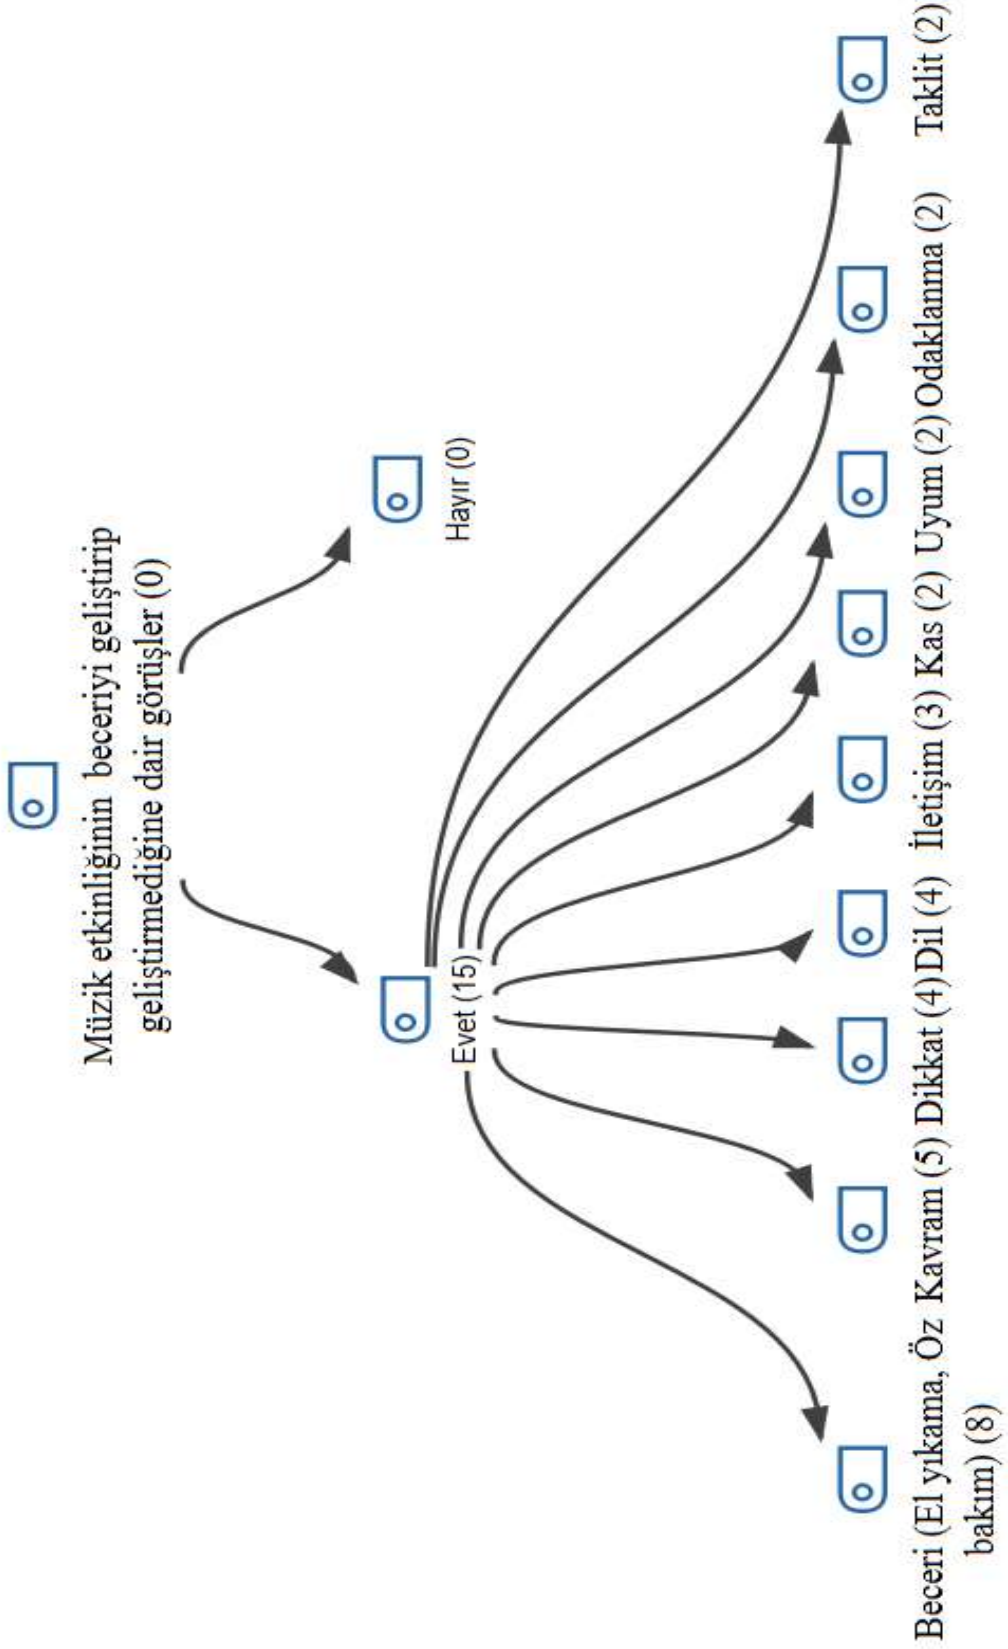 Müzik etkinliğinin beceriyi geliştirip
geliştirmediğine dair görüşler (0)
Evet (15)
Hayır (0)
Beceri (El yıkama, Öz
bakım) (8)
Kavram (5)
Dikkat (4)
Dil (4)
İletişim (3)
Kas (2)
Uyum (2)
Odaklanma (2)
Taklit (2)